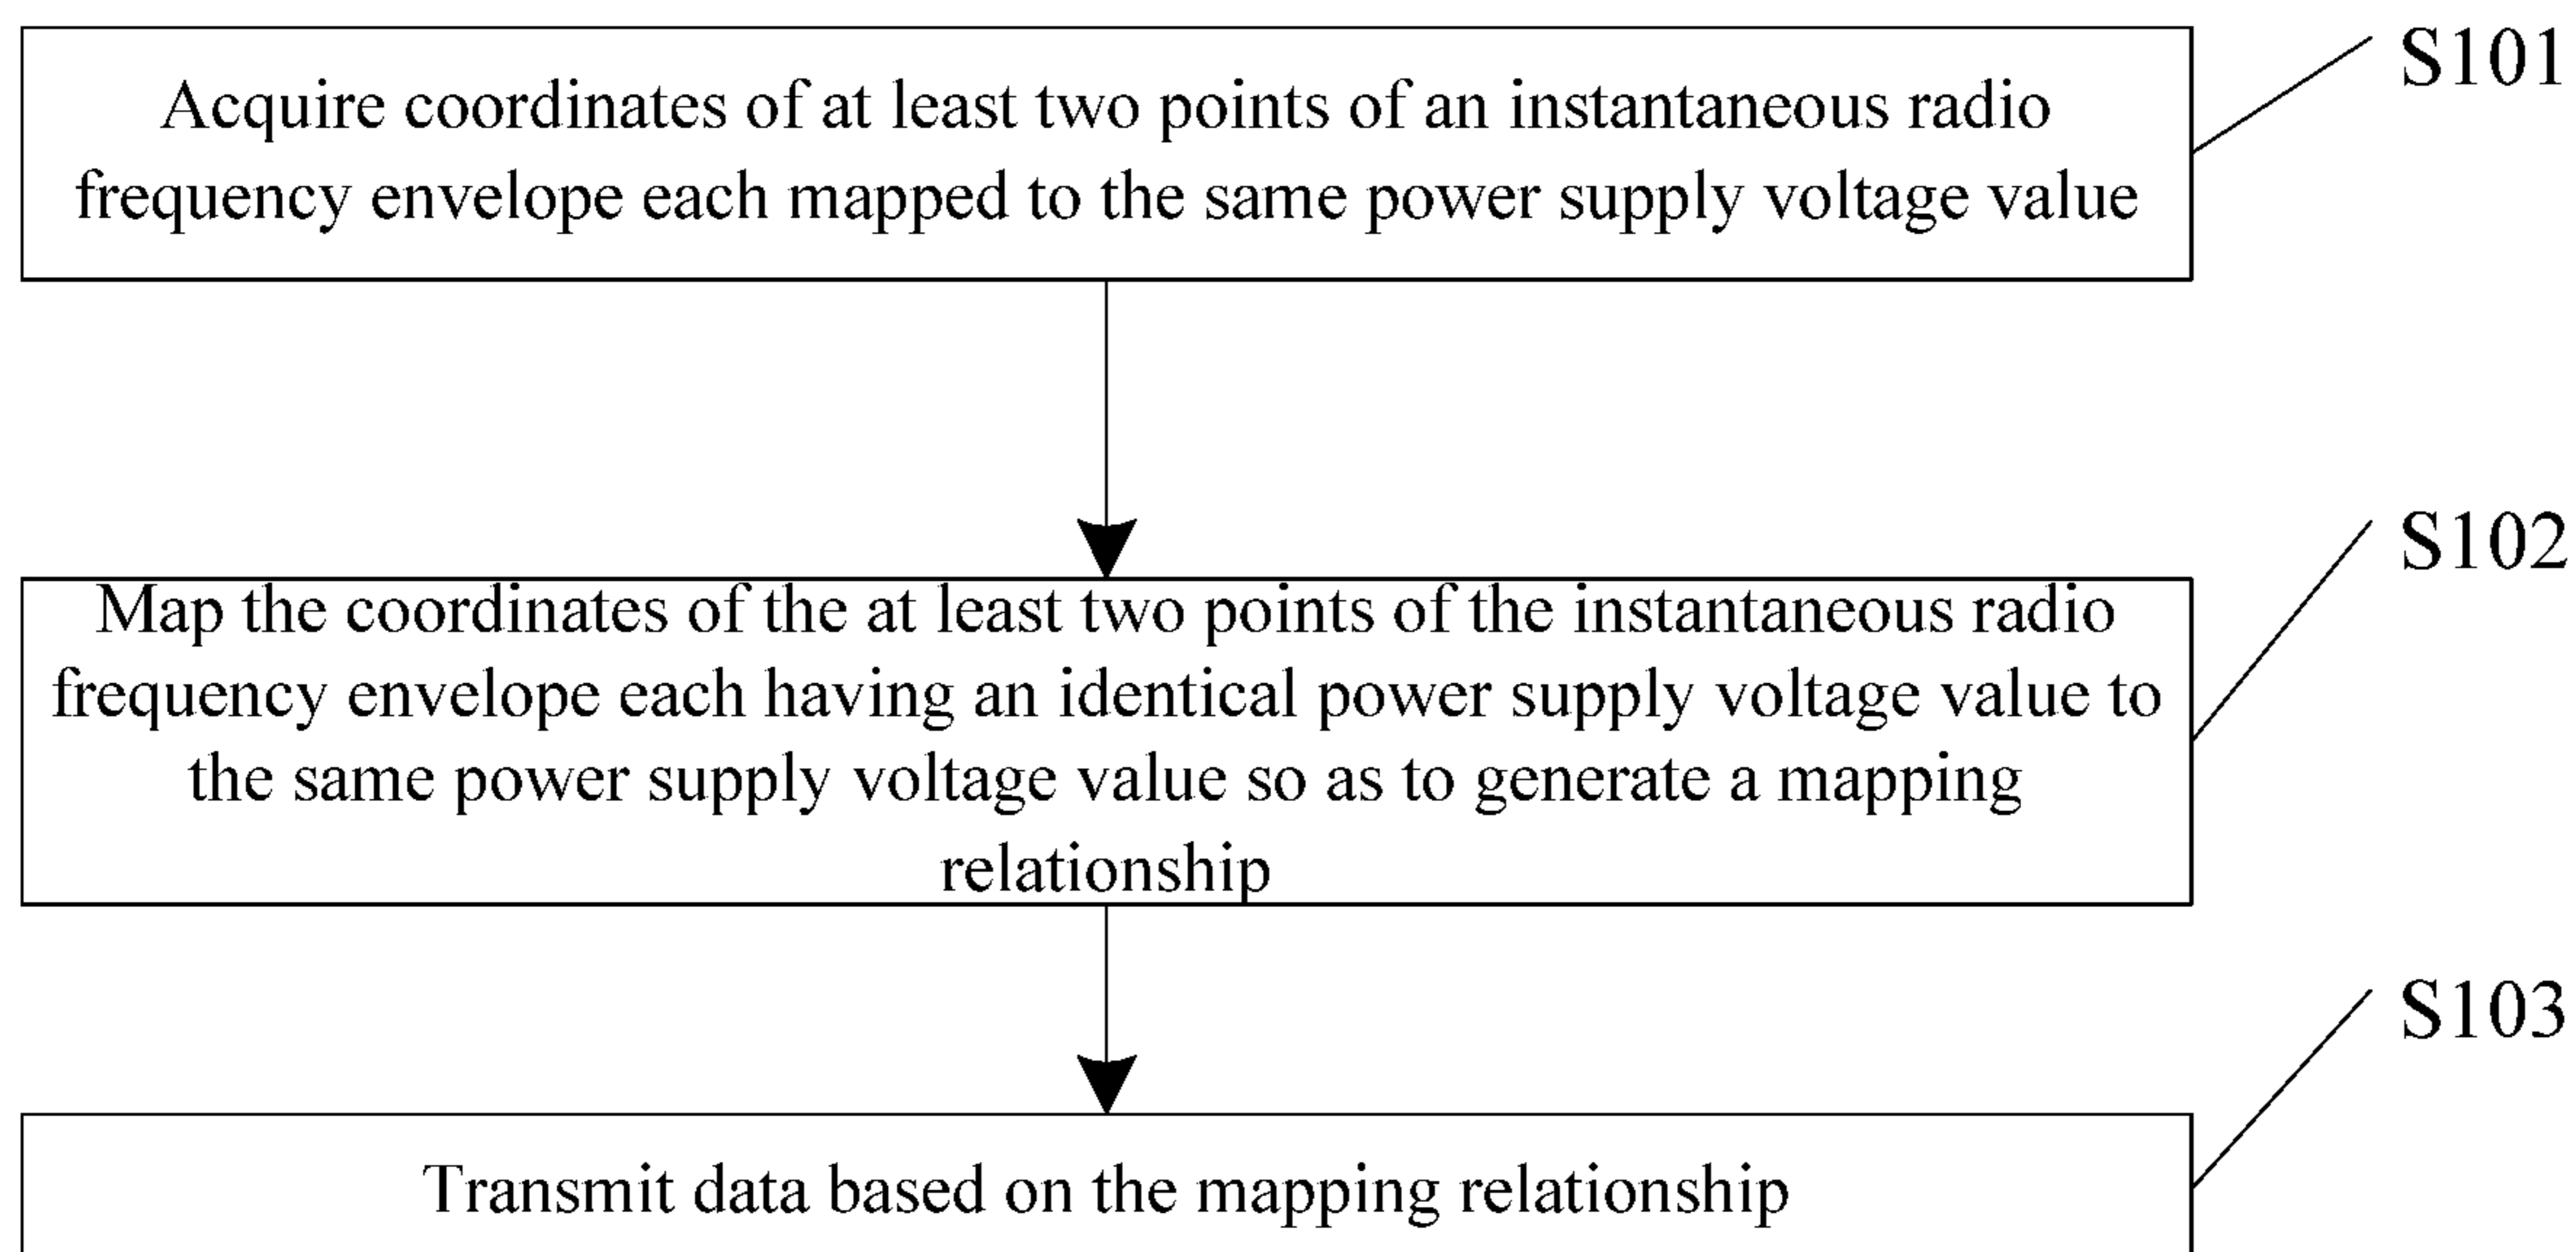 Acquire coordinates of at least two points of an instantaneous radio
frequency envelope each mapped to the same power supply voltage value
S101
Map the coordinates of the at least two points of the instantaneous radio
frequency envelope each having an identical power supply voltage value to
the same power supply voltage value so as to generate a mapping
relationship
S102
Transmit data based on the mapping relationship
S103